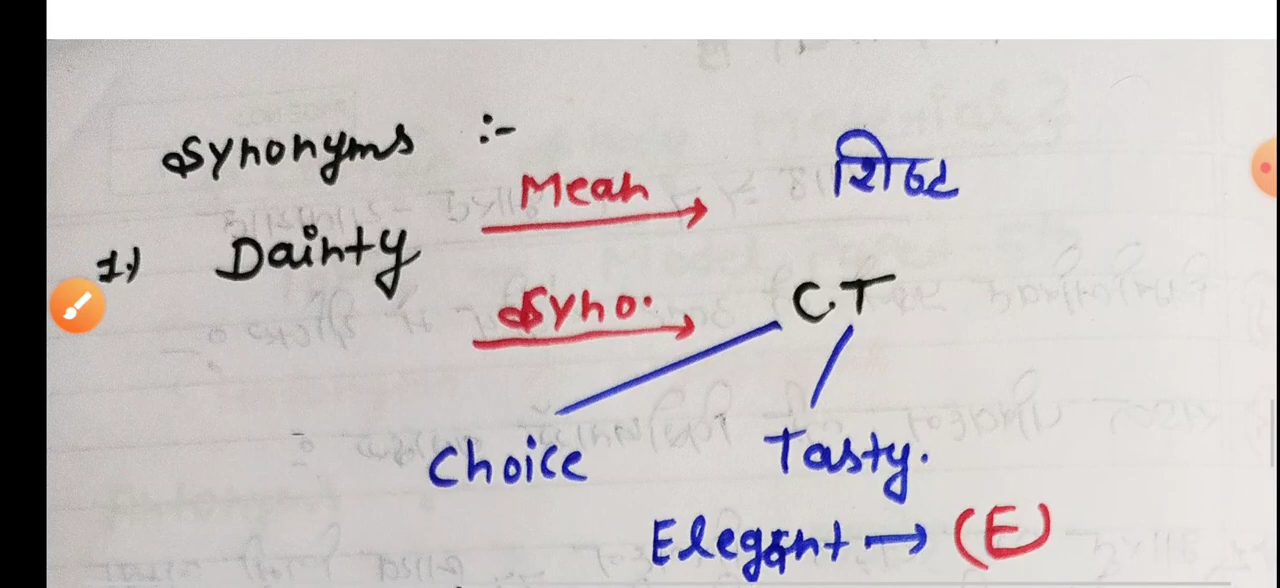 Synonyms :-
Mean शिष्ट
1.) Dainty
Syno. C.T
Choice Tasty.
Elegant → (E)